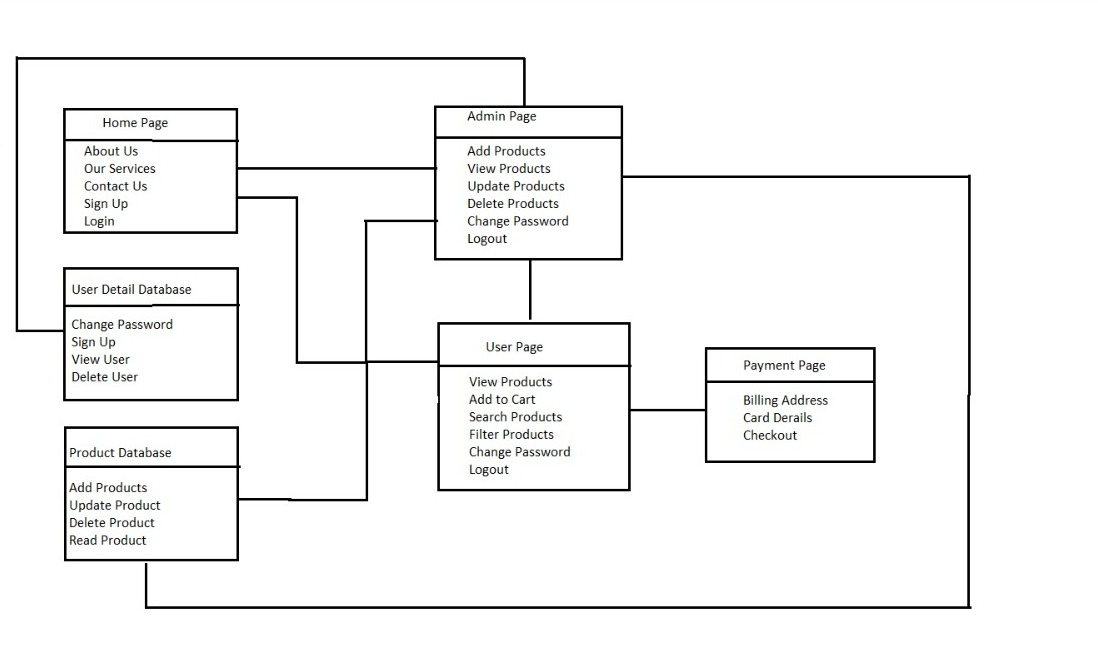 Home Page
About Us
Our Services
Contact Us
Sign Up
Login
Admin Page
Add Products
View Products
Update Products
Delete Products
Change Password
Logout
User Detail Database
Change Password
Sign Up
View User
Delete User
User Page
View Products
Add to Cart
Search Products
Filter Products
Change Password
Logout
Payment Page
Billing Address
Card Derails
Checkout
Product Database
Add Products
Update Product
Delete Product
Read Product